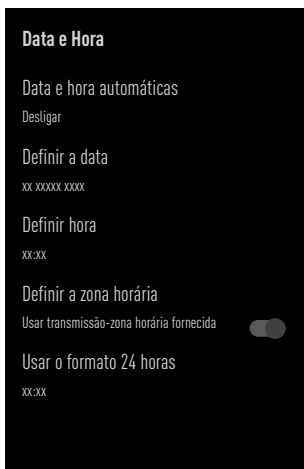 Data e Hora
Data e hora automáticas
Desligar
Definir a data
xx xxxxx xxxx
Definir hora
xx:xx
Definir a zona horária
Usar transmissão-zona horária fornecida
Usar o formato 24 horas
xx:xx